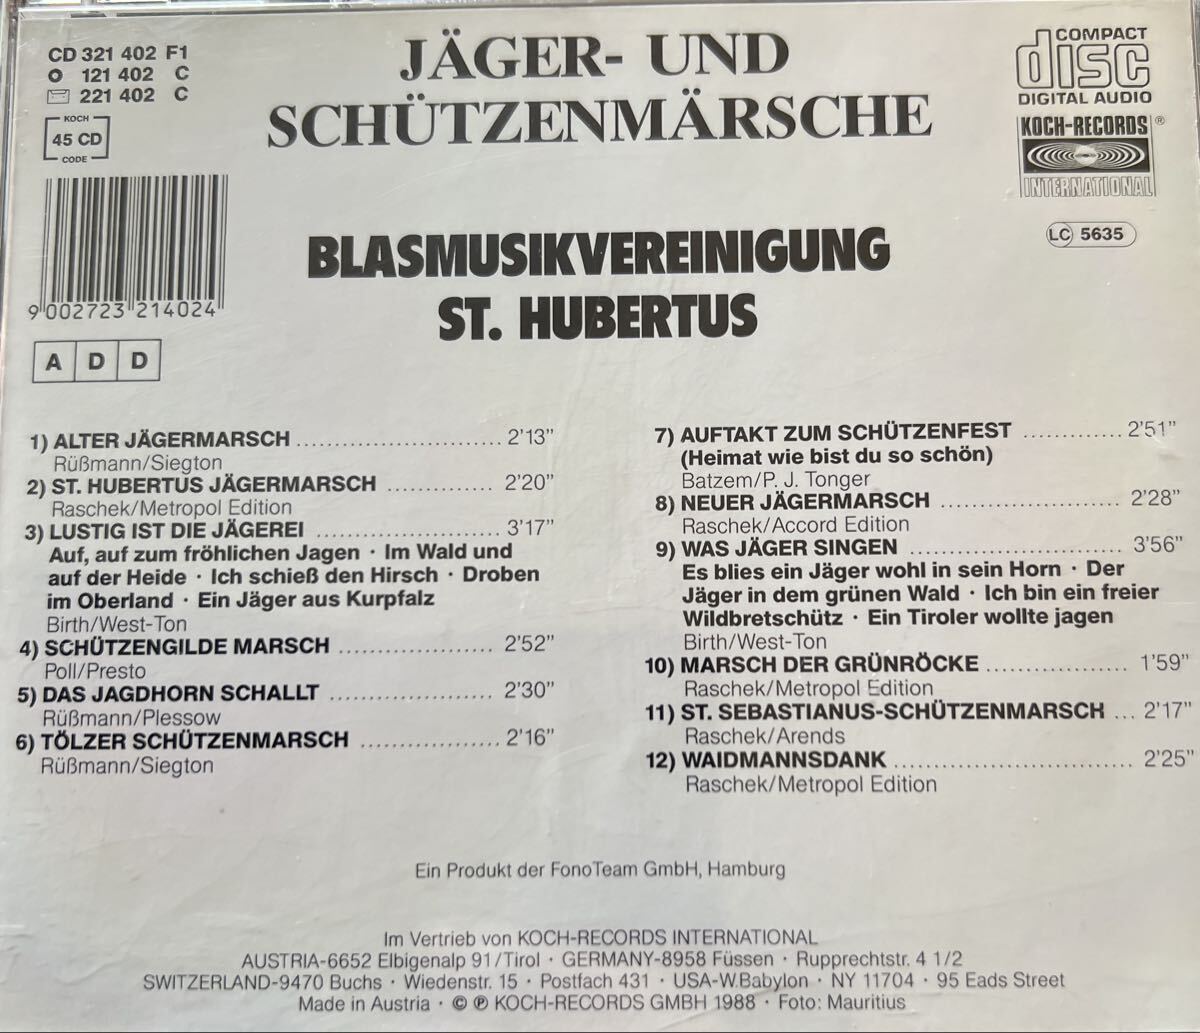 CD 321 402 F1
121 402 C
221 402 C
KOCH
45 CD
CODE
9 002723 214024
A D D
JÄGER- UND
SCHÜTZENMÄRSCHE
BLASMUSIKVEREINIGUNG
ST. HUBERTUS
COMPACT
disc
DIGITAL AUDIO
KOCH-RECORDS ®
INTERNATIONAL
LC 5635
1) ALTER JÄGERMARSCH ............................ 2'13"
Rüßmann/Siegton
2) ST. HUBERTUS JÄGERMARSCH .............. 2'20"
Raschek/Metropol Edition
3) LUSTIG IST DIE JÄGEREI .......................... 3'17"
Auf, auf zum fröhlichen Jagen · Im Wald und
auf der Heide · Ich schieß den Hirsch · Droben
im Oberland · Ein Jäger aus Kurpfalz
Birth/West-Ton
4) SCHÜTZENGILDE MARSCH ..................... 2'52"
Poll/Presto
5) DAS JAGDHORN SCHALLT ...................... 2'30"
Rüßmann/Plessow
6) TÖLZER SCHÜTZENMARSCH ................... 2'16"
Rüßmann/Siegton
7) AUFTAKT ZUM SCHÜTZENFEST ............. 2'51"
(Heimat wie bist du so schön)
Batzem/P. J. Tonger
8) NEUER JÄGERMARSCH ........................ 2'28"
Raschek/Accord Edition
9) WAS JÄGER SINGEN ............................ 3'56"
Es blies ein Jäger wohl in sein Horn · Der
Jäger in dem grünen Wald · Ich bin ein freier
Wildbretschütz · Ein Tiroler wollte jagen
Birth/West-Ton
10) MARSCH DER GRÜNRÖCKE ................... 1'59"
Raschek/Metropol Edition
11) ST. SEBASTIANUS-SCHÜTZENMARSCH ... 2'17"
Raschek/Arends
12) WAIDMANNSDANK ................................ 2'25"
Raschek/Metropol Edition
Ein Produkt der FonoTeam GmbH, Hamburg
Im Vertrieb von KOCH-RECORDS INTERNATIONAL
AUSTRIA-6652 Elbigenalp 91/Tirol · GERMANY-8958 Füssen · Rupprechtstr. 4 1/2
SWITZERLAND-9470 Buchs · Wiedenstr. 15 · Postfach 431 · USA-W.Babylon · NY 11704 · 95 Eads Street
Made in Austria · © ℗ KOCH-RECORDS GMBH 1988 · Foto: Mauritius